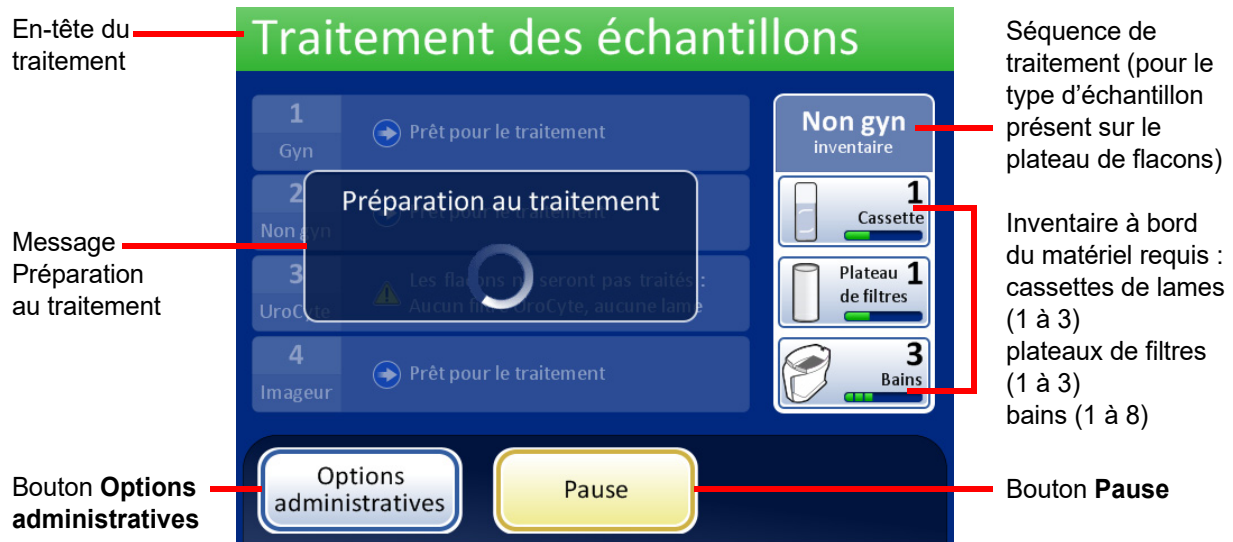 En-tête du
traitement
Message
Préparation
au traitement
Bouton Options
administratives
Traitement des échantillons
1
Gyn
Prêt pour le traitement
2
Non gyn
Prêt pour le traitement
3
UroCyte
Les flacons ne seront pas traités :
Aucun filtre UroCyte, aucune lame
4
Imageur
Prêt pour le traitement
Préparation au traitement
Non gyn
inventaire
1
Cassette
Plateau 1
de filtres
3
Bains
Options
administratives
Pause
Séquence de
traitement (pour le
type d’échantillon
présent sur le
plateau de flacons)
Inventaire à bord
du matériel requis :
cassettes de lames
(1 à 3)
plateaux de filtres
(1 à 3)
bains (1 à 8)
Bouton Pause